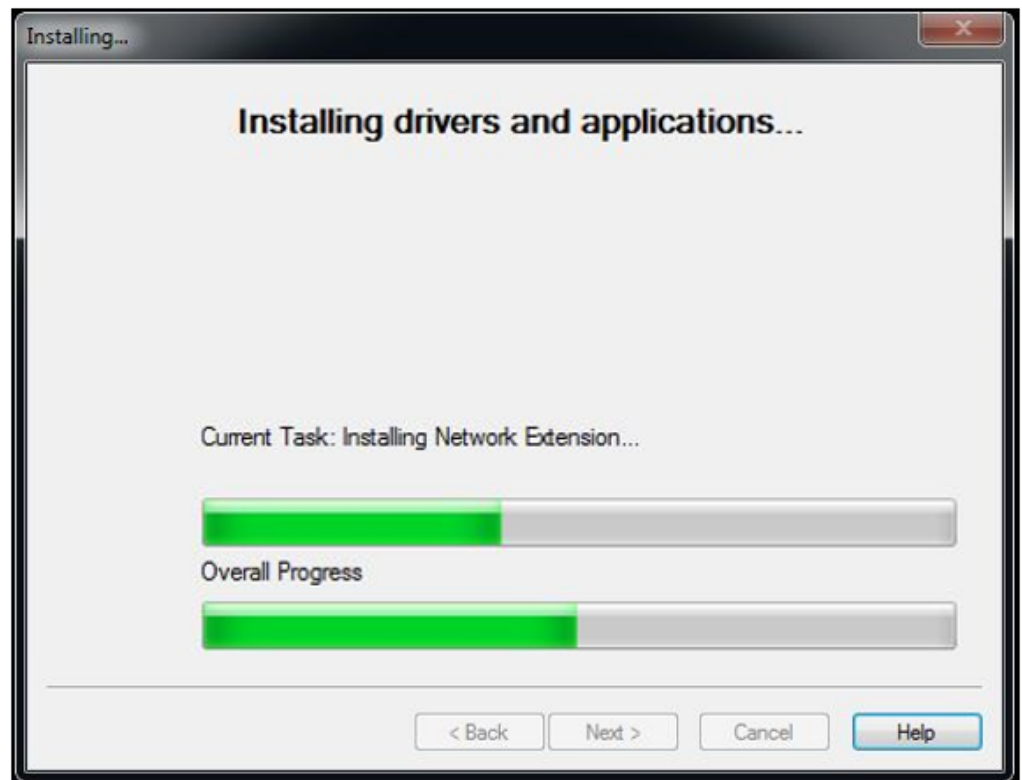 Installing...
Installing drivers and applications...
Current Task: Installing Network Extension...
Overall Progress
< Back Next > Cancel Help